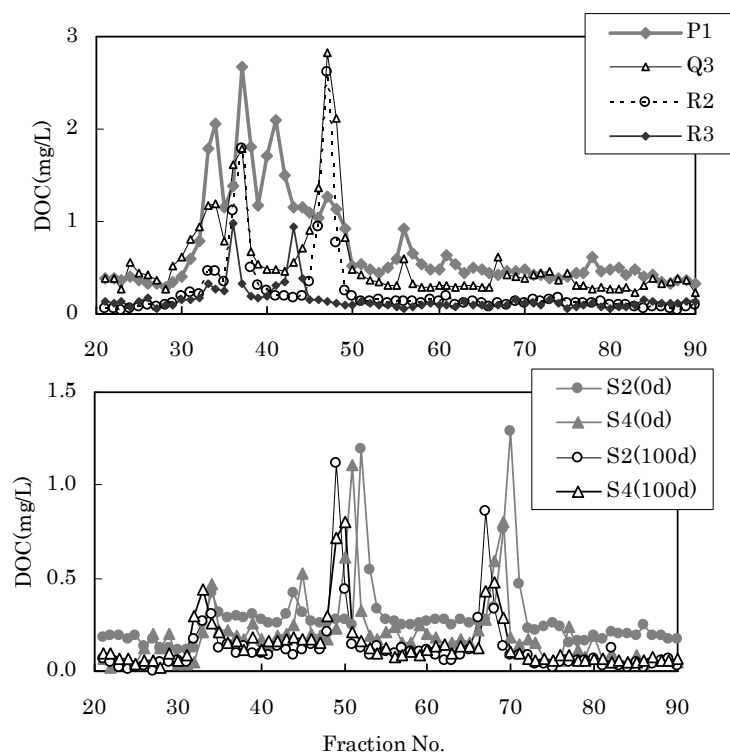 3
2
1
0
DOC(mg/L)
20 30 40 50 60 70 80 90
P1
Q3
R2
R3
1.5
1.0
0.5
0.0
DOC(mg/L)
20 30 40 50 60 70 80 90
Fraction No.
S2(0d)
S4(0d)
S2(100d)
S4(100d)